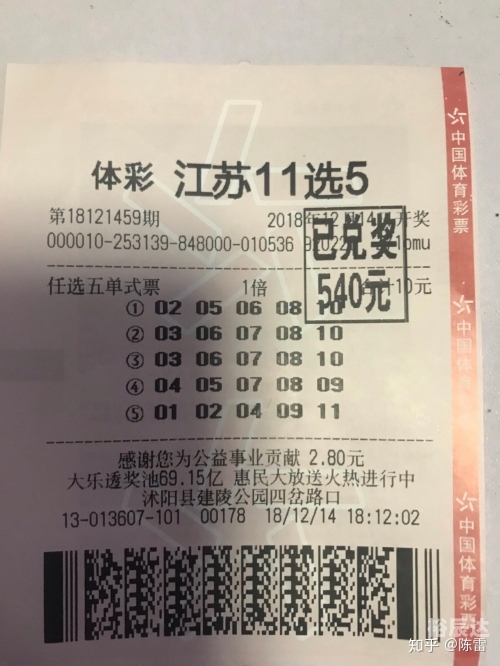 体彩 江苏11选5
第18121459期 2018年12月14日开奖
000010-253139-848000-010536
已兑奖
540元
任选五单式票 1倍 10元
① 02 05 06 08 10
② 03 06 07 08 10
③ 03 06 07 08 10
④ 04 05 07 08 09
⑤ 01 02 04 09 11
感谢您为公益事业贡献 2.80元
大乐透奖池69.15亿 惠民大放送火热进行中
沭阳县建陵公园四岔路口
13-013607-101 00178 18/12/14 18:12:02
中国体育彩票
中国体育彩票
中国体育彩票
知乎 @陈雷